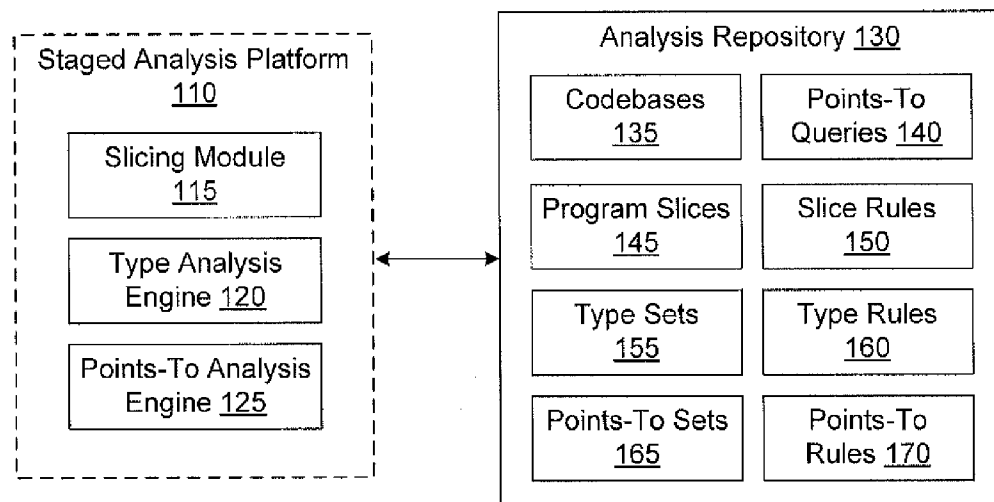 Staged Analysis Platform
110
Slicing Module
115
Type Analysis
Engine 120
Points-To Analysis
Engine 125
Analysis Repository 130
Codebases
135
Points-To
Queries 140
Program Slices
145
Slice Rules
150
Type Sets
155
Type Rules
160
Points-To Sets
165
Points-To
Rules 170